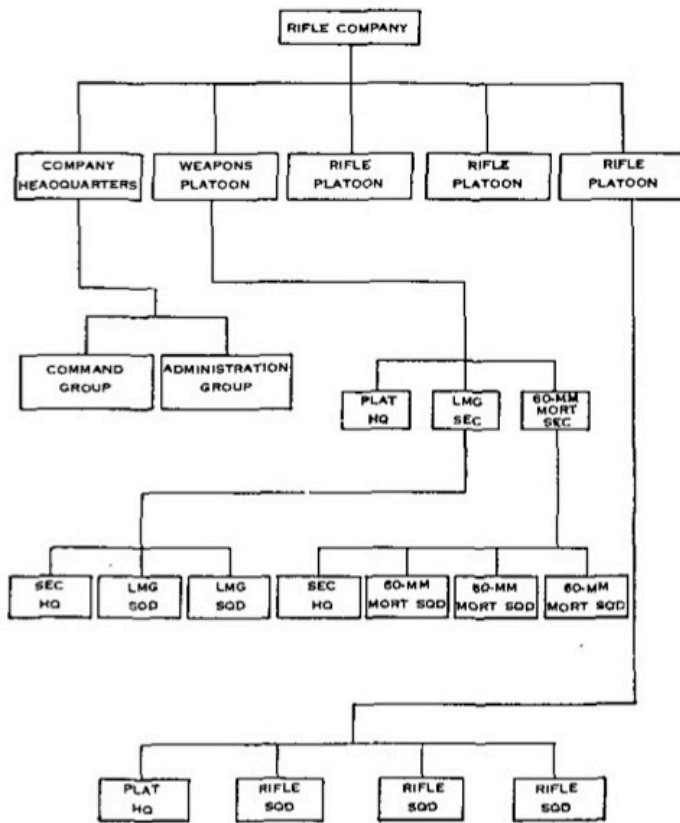 RIFLE COMPANY
COMPANY
HEADQUARTERS
WEAPONS
PLATOON
RIFLE
PLATOON
RIFLE
PLATOON
RIFLE
PLATOON
COMMAND
GROUP
ADMINISTRATION
GROUP
PLAT
HQ
LMG
SEC
60-MM
MORT
SEC
SEC
HQ
LMG
SQD
LMG
SQD
SEC
HQ
60-MM
MORT SQD
60-MM
MORT SQD
60-MM
MORT SQD
PLAT
HQ
RIFLE
SQD
RIFLE
SQD
RIFLE
SQD